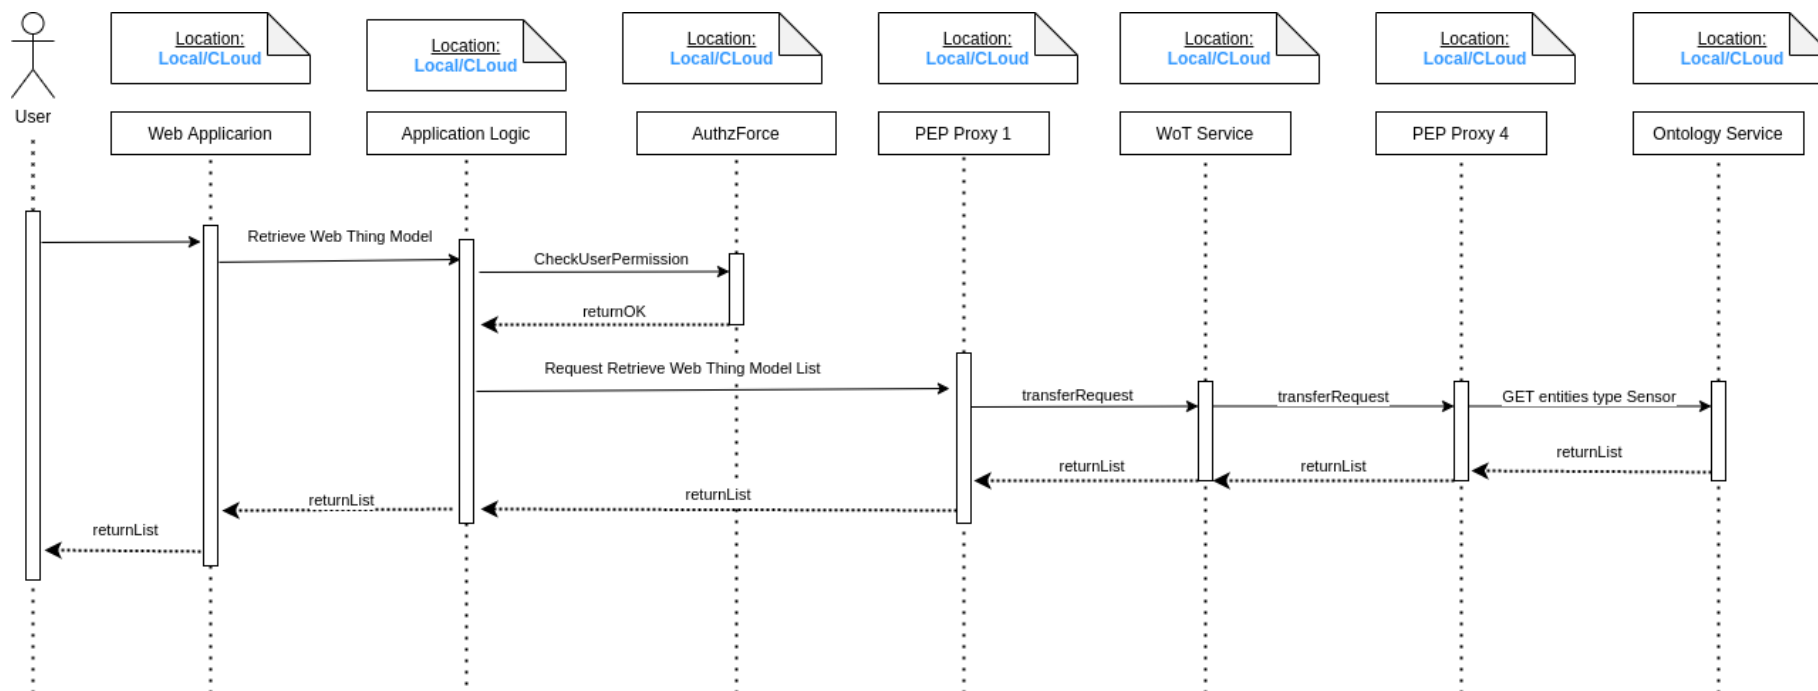 Location:
Local/CLoud
Location:
Local/CLoud
Location:
Local/CLoud
Location:
Local/CLoud
Location:
Local/CLoud
Location:
Local/CLoud
Location:
Local/CLoud
User
Web Applicarion
Application Logic
AuthzForce
PEP Proxy 1
WoT Service
PEP Proxy 4
Ontology Service
Retrieve Web Thing Model
CheckUserPermission
returnOK
Request Retrieve Web Thing Model List
transferRequest
transferRequest
GET entities type Sensor
returnList
returnList
returnList
returnList
returnList
returnList